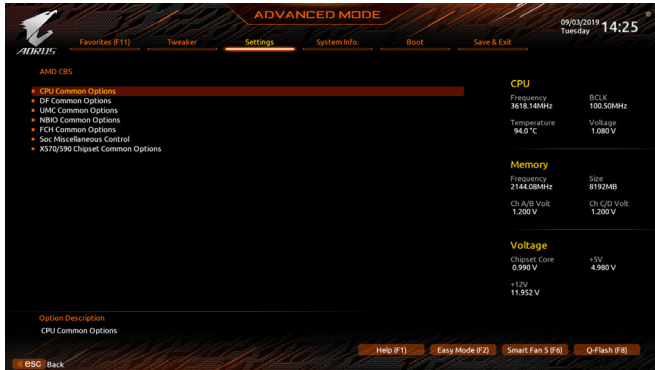 ADVANCED MODE
09/03/2019
Tuesday
14:25
Favorites (F11)
Tweaker
Settings
System Info.
Boot
Save & Exit
AORUS
AMD CBS
CPU Common Options
DF Common Options
UMC Common Options
NBIO Common Options
FCH Common Options
Soc Miscellaneous Control
X570/590 Chipset Common Options
CPU
Frequency BCLK
3618.14MHz 100.50MHz
Temperature Voltage
94.0 °C 1.080 V
Memory
Frequency Size
2144.08MHz 8192MB
Ch A/B Volt Ch C/D Volt
1.200 V 1.200 V
Voltage
Chipset Core +5V
0.990 V 4.980 V
+12V
11.952 V
Option Description
CPU Common Options
Help (F1)
Easy Mode (F2)
Smart Fan 5 (F6)
Q-Flash (F8)
esc Back